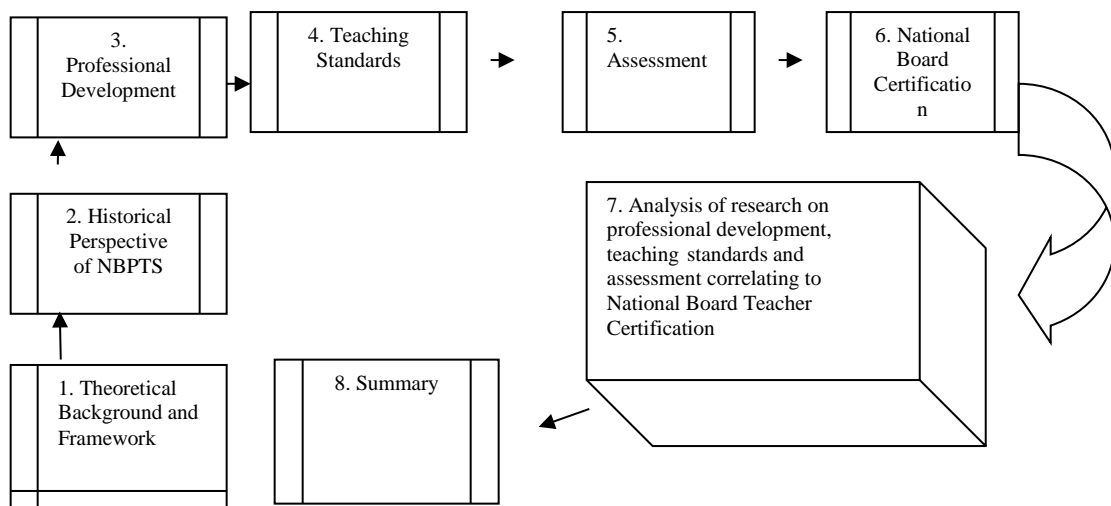 3.
Professional
Development
4. Teaching
Standards
5.
Assessment
6. National
Board
Certificatio
n
2. Historical
Perspective
of NBPTS
7. Analysis of research on
professional development,
teaching standards and
assessment correlating to
National Board Teacher
Certification
1. Theoretical
Background and
Framework
8. Summary